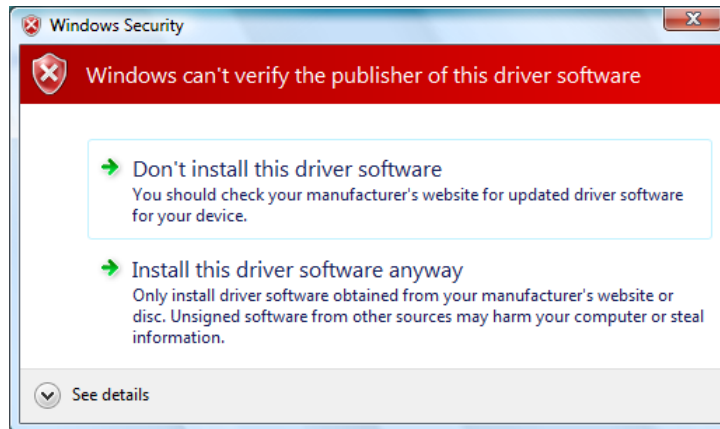 Windows Security
Windows can't verify the publisher of this driver software
Don't install this driver software
You should check your manufacturer's website for updated driver software
for your device.
Install this driver software anyway
Only install driver software obtained from your manufacturer's website or
disc. Unsigned software from other sources may harm your computer or steal
information.
See details